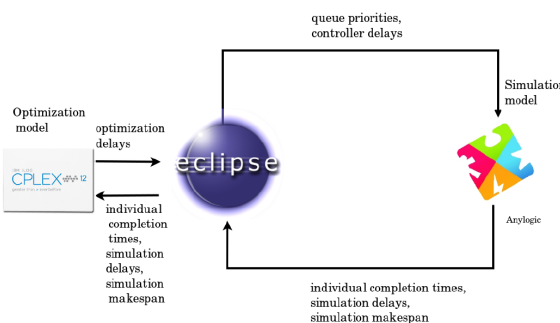 queue priorities,
controller delays
Simulation
model
Optimization
model
optimization
delays
CPLEX 12
eclipse
individual
completion
times,
simulation
delays,
simulation
makespan
Anylogic
individual completion times,
simulation delays,
simulation makespan